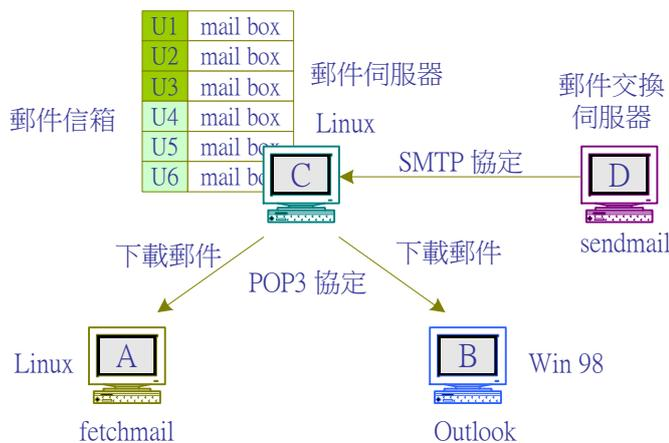 U1 mail box
U2 mail box
U3 mail box
U4 mail box
U5 mail box
U6 mail box
郵件信箱
郵件伺服器
Linux
郵件交換
伺服器
C
SMTP 協定
D
sendmail
下載郵件
下載郵件
POP3 協定
Linux
A
fetchmail
B
Win 98
Outlook